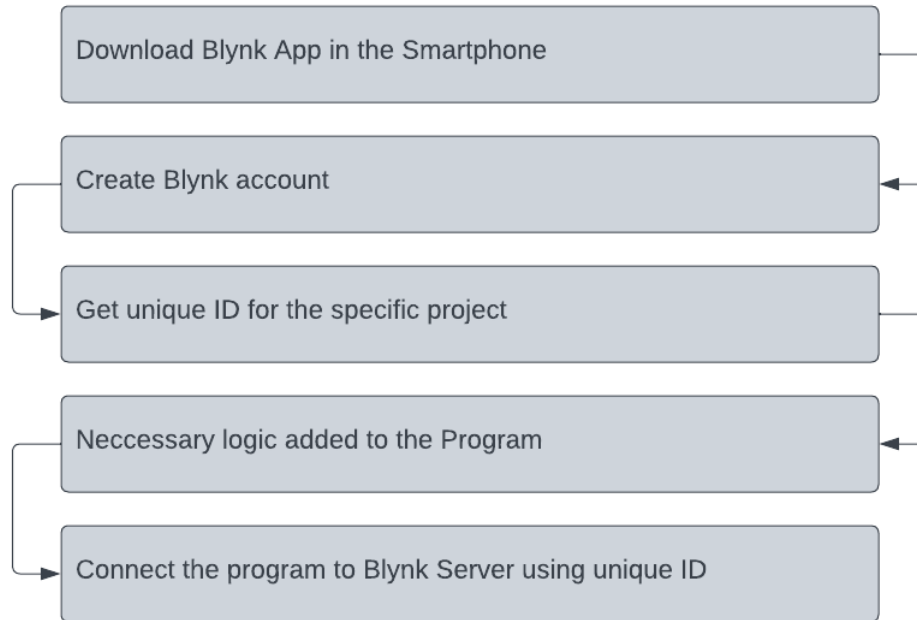 Download Blynk App in the Smartphone
Create Blynk account
Get unique ID for the specific project
Neccessary logic added to the Program
Connect the program to Blynk Server using unique ID